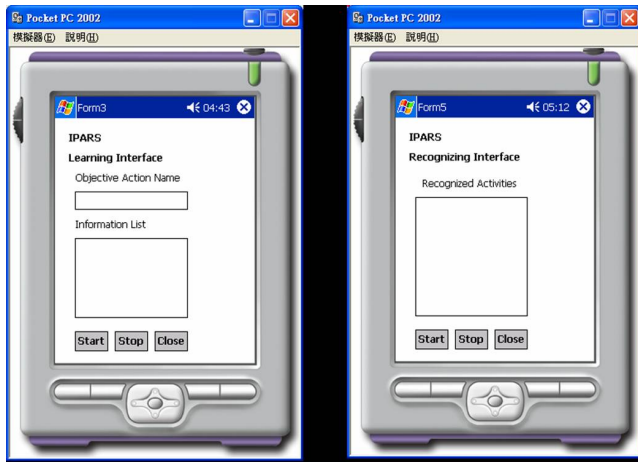 Pocket PC 2002
模擬器(E) 說明(H)
Form3 04:43
IPARS
Learning Interface
Objective Action Name
Information List
Start Stop Close
Pocket PC 2002
模擬器(E) 說明(H)
Form5 05:12
IPARS
Recognizing Interface
Recognized Activities
Start Stop Close